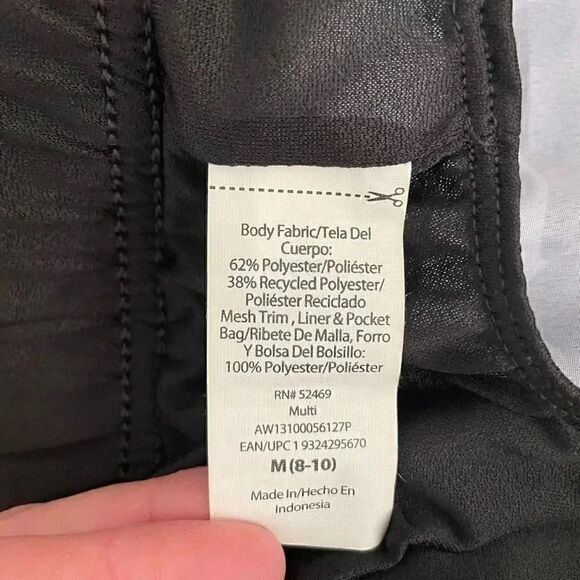 Body Fabric/Tela Del
Cuerpo:
62% Polyester/Poliéster
38% Recycled Polyester/
Poliéster Reciclado
Mesh Trim , Liner & Pocket
Bag/Ribete De Malla, Forro
Y Bolsa Del Bolsillo:
100% Polyester/Poliéster
RN# 52469
Multi
AW13100056127P
EAN/UPC 1 9324295670
M (8-10)
Made In/Hecho En
Indonesia